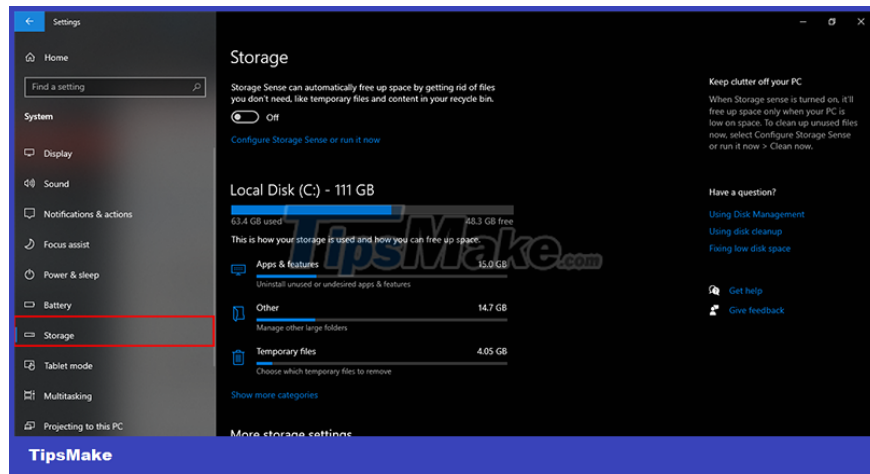 Settings
Home
Find a setting
System
Display
Sound
Notifications & actions
Focus assist
Power & sleep
Battery
Storage
Tablet mode
Multitasking
Projecting to this PC
Storage
Storage Sense can automatically free up space by getting rid of files
you don't need, like temporary files and content in your recycle bin.
Off
Configure Storage Sense or run it now
Local Disk (C:) - 111 GB
63.4 GB used
48.3 GB free
This is how your storage is used and how you can free up space.
Apps & features
15.0 GB
Uninstall unused or undesired apps & features
Other
14.7 GB
Manage other large folders
Temporary files
4.05 GB
Choose which temporary files to remove
Show more categories
More storage settings
Keep clutter off your PC
When Storage sense is turned on, it'll
free up space only when your PC is
low on space. To clean up unused files
now, select Configure Storage Sense
or run it now > Clean now.
Have a question?
Using Disk Management
Using disk cleanup
Fixing low disk space
Get help
Give feedback
TipsMake.com
TipsMake